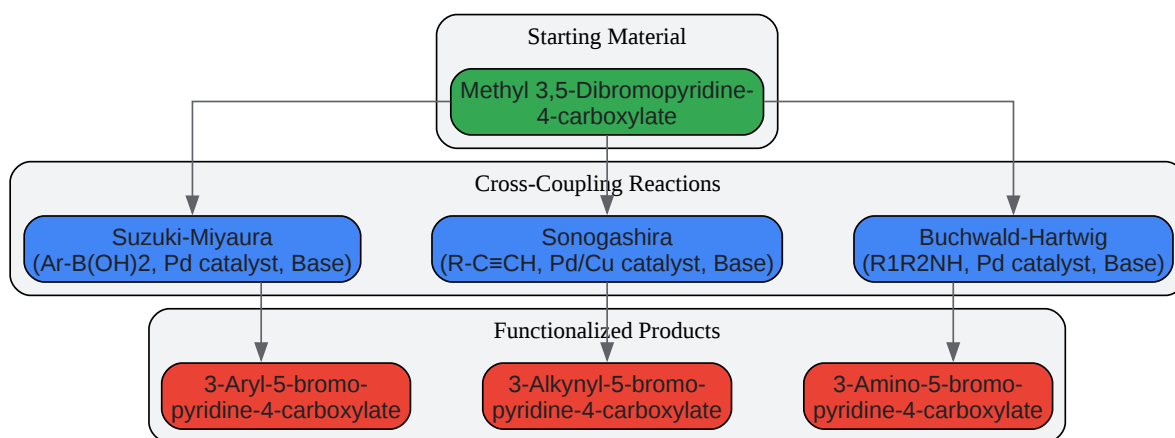 Starting Material
Methyl 3,5-Dibromopyridine-
4-carboxylate
Cross-Coupling Reactions
Suzuki-Miyaura
(Ar-B(OH)2, Pd catalyst, Base)
Sonogashira
(R-C≡CH, Pd/Cu catalyst, Base)
Buchwald-Hartwig
(R1R2NH, Pd catalyst, Base)
Functionalized Products
3-Aryl-5-bromo-
pyridine-4-carboxylate
3-Alkynyl-5-bromo-
pyridine-4-carboxylate
3-Amino-5-bromo-
pyridine-4-carboxylate